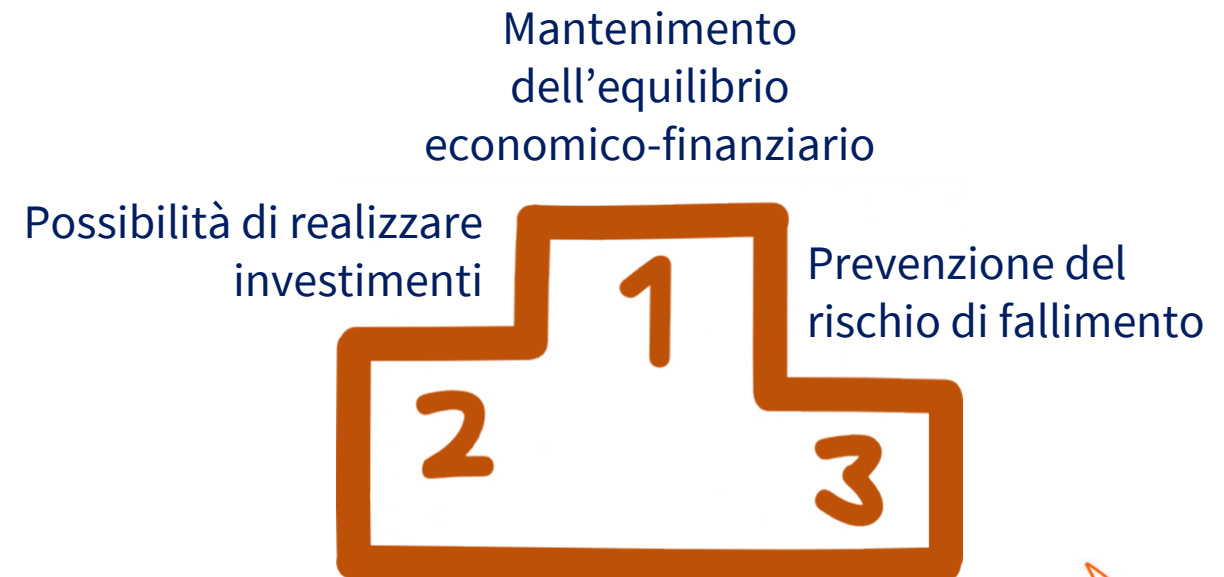 Mantenimento
dell’equilibrio
economico-finanziario
Possibilità di realizzare
investimenti
Prevenzione del
rischio di fallimento
1
2
3